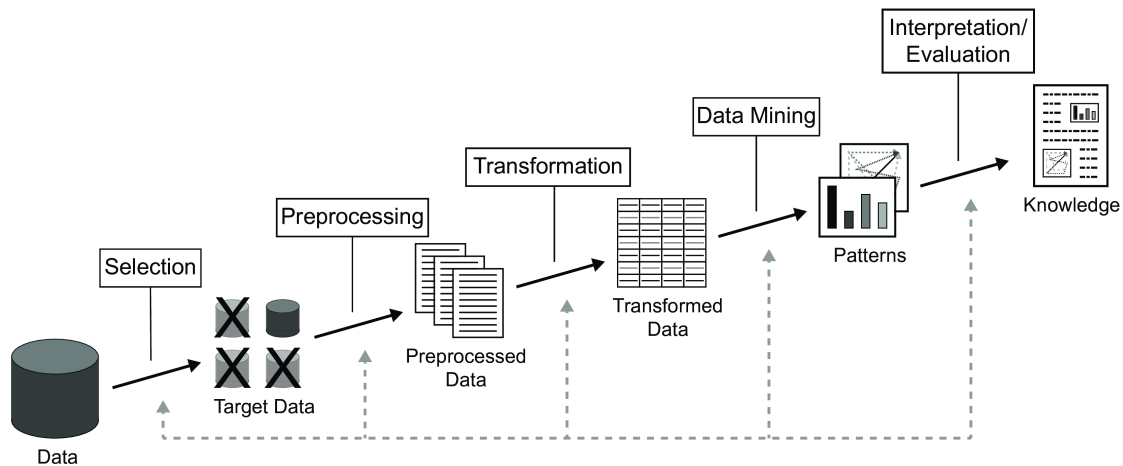 Interpretation/
Evaluation
Data Mining
Transformation
Knowledge
Preprocessing
Patterns
Selection
Transformed
Data
Preprocessed
Data
Target Data
Data